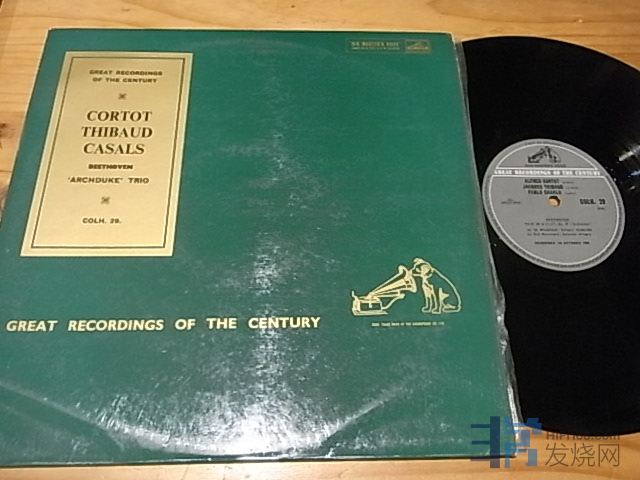 GREAT RECORDINGS
OF THE CENTURY
CORTOT
THIBAUD
CASALS
BEETHOVEN
'ARCHDUKE' TRIO
COLH. 29.
HIS MASTER'S VOICE
GREAT RECORDINGS OF THE CENTURY
GREAT RECORDINGS OF THE CENTURY
ALFRED CORTOT
JACQUES THIBAUD
PABLO CASALS
COLH. 29
BEETHOVEN
HiFi168.com
发烧网